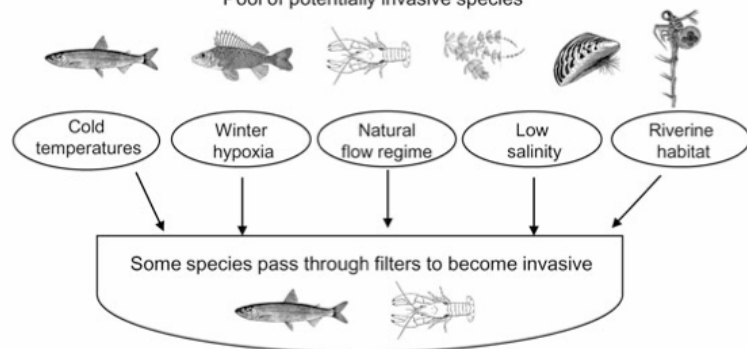 Pool of potentially invasive species
Cold
temperatures
Winter
hypoxia
Natural
flow regime
Low
salinity
Riverine
habitat
Some species pass through filters to become invasive